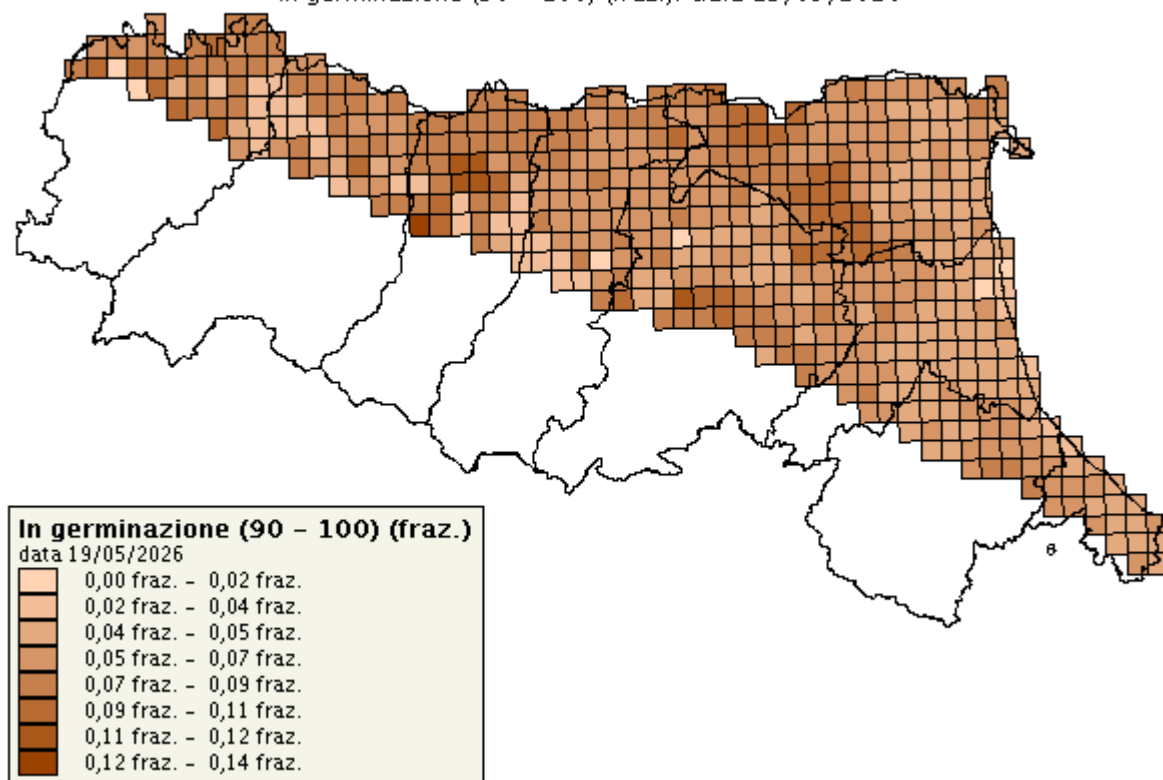 In germinazione (90 – 100) (fraz.)
data 19/05/2026
0,00 fraz. – 0,02 fraz.
0,02 fraz. – 0,04 fraz.
0,04 fraz. – 0,05 fraz.
0,05 fraz. – 0,07 fraz.
0,07 fraz. – 0,09 fraz.
0,09 fraz. – 0,11 fraz.
0,11 fraz. – 0,12 fraz.
0,12 fraz. – 0,14 fraz.